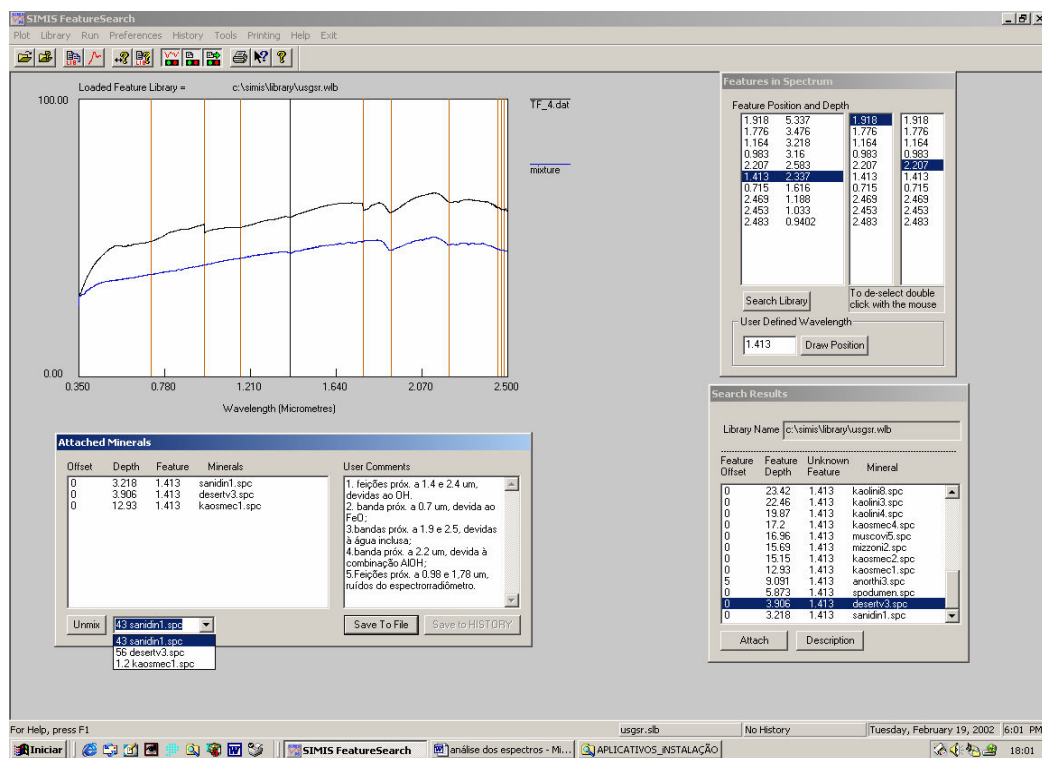 SIMIS FeatureSearch
Plot Library Run Preferences History Tools Printing Help Exit
Loaded Feature Library = c:\simis\library\usgsr.wlb
100.00
0.00
0.350 0.780 1.210 1.640 2.070 2.500
Wavelength (Micrometres)
TF_4.dat
mixture
Features in Spectrum
Feature Position and Depth
1.918 5.337 1.918 1.918
1.776 3.476 1.776 1.776
1.164 3.218 1.164 1.164
0.983 3.16 0.983 0.983
2.207 2.583 2.207 2.207
1.413 2.337 1.413 1.413
0.715 1.616 0.715 0.715
2.469 1.188 2.469 2.469
2.453 1.033 2.453 2.453
2.483 0.9402 2.483 2.483
Search Library
To de-select double
click with the mouse
User Defined Wavelength
1.413 Draw Position
Attached Minerals
Offset Depth Feature Minerals
0 3.218 1.413 sanidin1.spc
0 3.906 1.413 desertv3.spc
0 12.93 1.413 kaosmec1.spc
User Comments
1. feições próx. a 1.4 e 2.4 um,
devidas ao OH.
2. banda próx. a 0.7 um, devida ao
FeO;
3.bandas próx. a 1.9 e 2.5, devidas
à água inclusa;
4.banda próx. a 2.2 um, devida à
combinação AlOH;
5.Feições próx. a 0.98 e 1,78 um,
ruídos do espectrorradiômetro.
Unmix 43 sanidin1.spc
43 sanidin1.spc
56 desertv3.spc
1.2 kaosmec1.spc
Save To File Save to HISTORY
Search Results
Library Name c:\simis\library\usgsr.wlb
Feature Feature Unknown
Offset Depth Feature Mineral
0 23.42 1.413 kaolini8.spc
0 22.46 1.413 kaolini3.spc
0 19.87 1.413 kaolini4.spc
0 17.2 1.413 kaosmec4.spc
0 16.96 1.413 muscovi5.spc
0 15.69 1.413 mizzoni2.spc
0 15.15 1.413 kaosmec2.spc
0 12.93 1.413 kaosmec1.spc
5 9.091 1.413 anorthi3.spc
0 5.873 1.413 spodumen.spc
0 3.906 1.413 desertv3.spc
0 3.218 1.413 sanidin1.spc
Attach Description
For Help, press F1 usgsr.slb No History Tuesday, February 19, 2002 6:01 PM
Iniciar SIMIS FeatureSearch análise dos espectros - Mi... APLICATIVOS_iNSTALAÇÃO 18:01